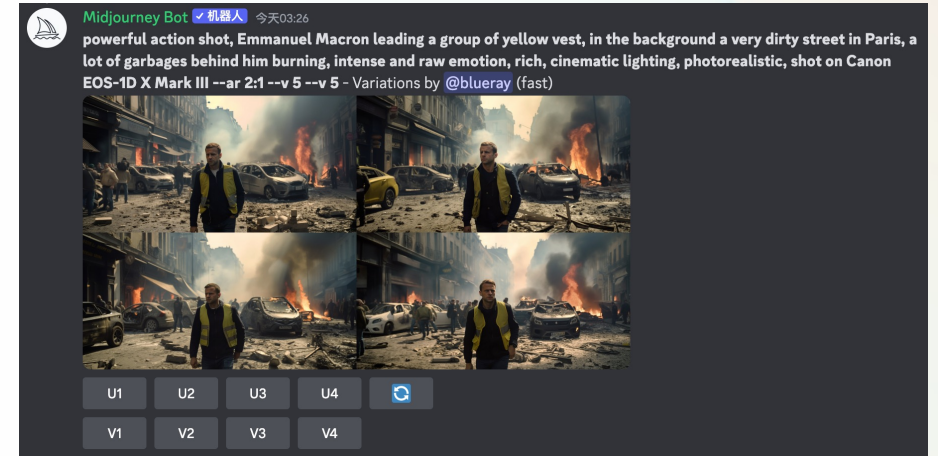 Midjourney Bot ✓机器人 今天03:26
powerful action shot, Emmanuel Macron leading a group of yellow vest, in the background a very dirty street in Paris, a
lot of garbages behind him burning, intense and raw emotion, rich, cinematic lighting, photorealistic, shot on Canon
EOS-1D X Mark III --ar 2:1 --v 5 --v 5 - Variations by @blueray (fast)
U1 U2 U3 U4
V1 V2 V3 V4